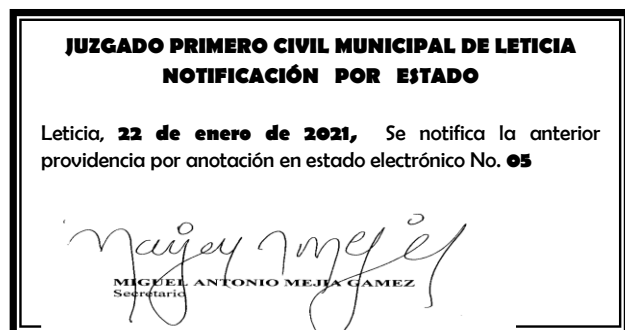 JUZGADO PRIMERO CIVIL MUNICIPAL DE LETICIA
NOTIFICACIÓN POR ESTADO
Leticia, 22 de enero de 2021, Se notifica la anterior
providencia por anotación en estado electrónico No. 05
MIGUEL ANTONIO MEJIA GAMEZ
Secretario